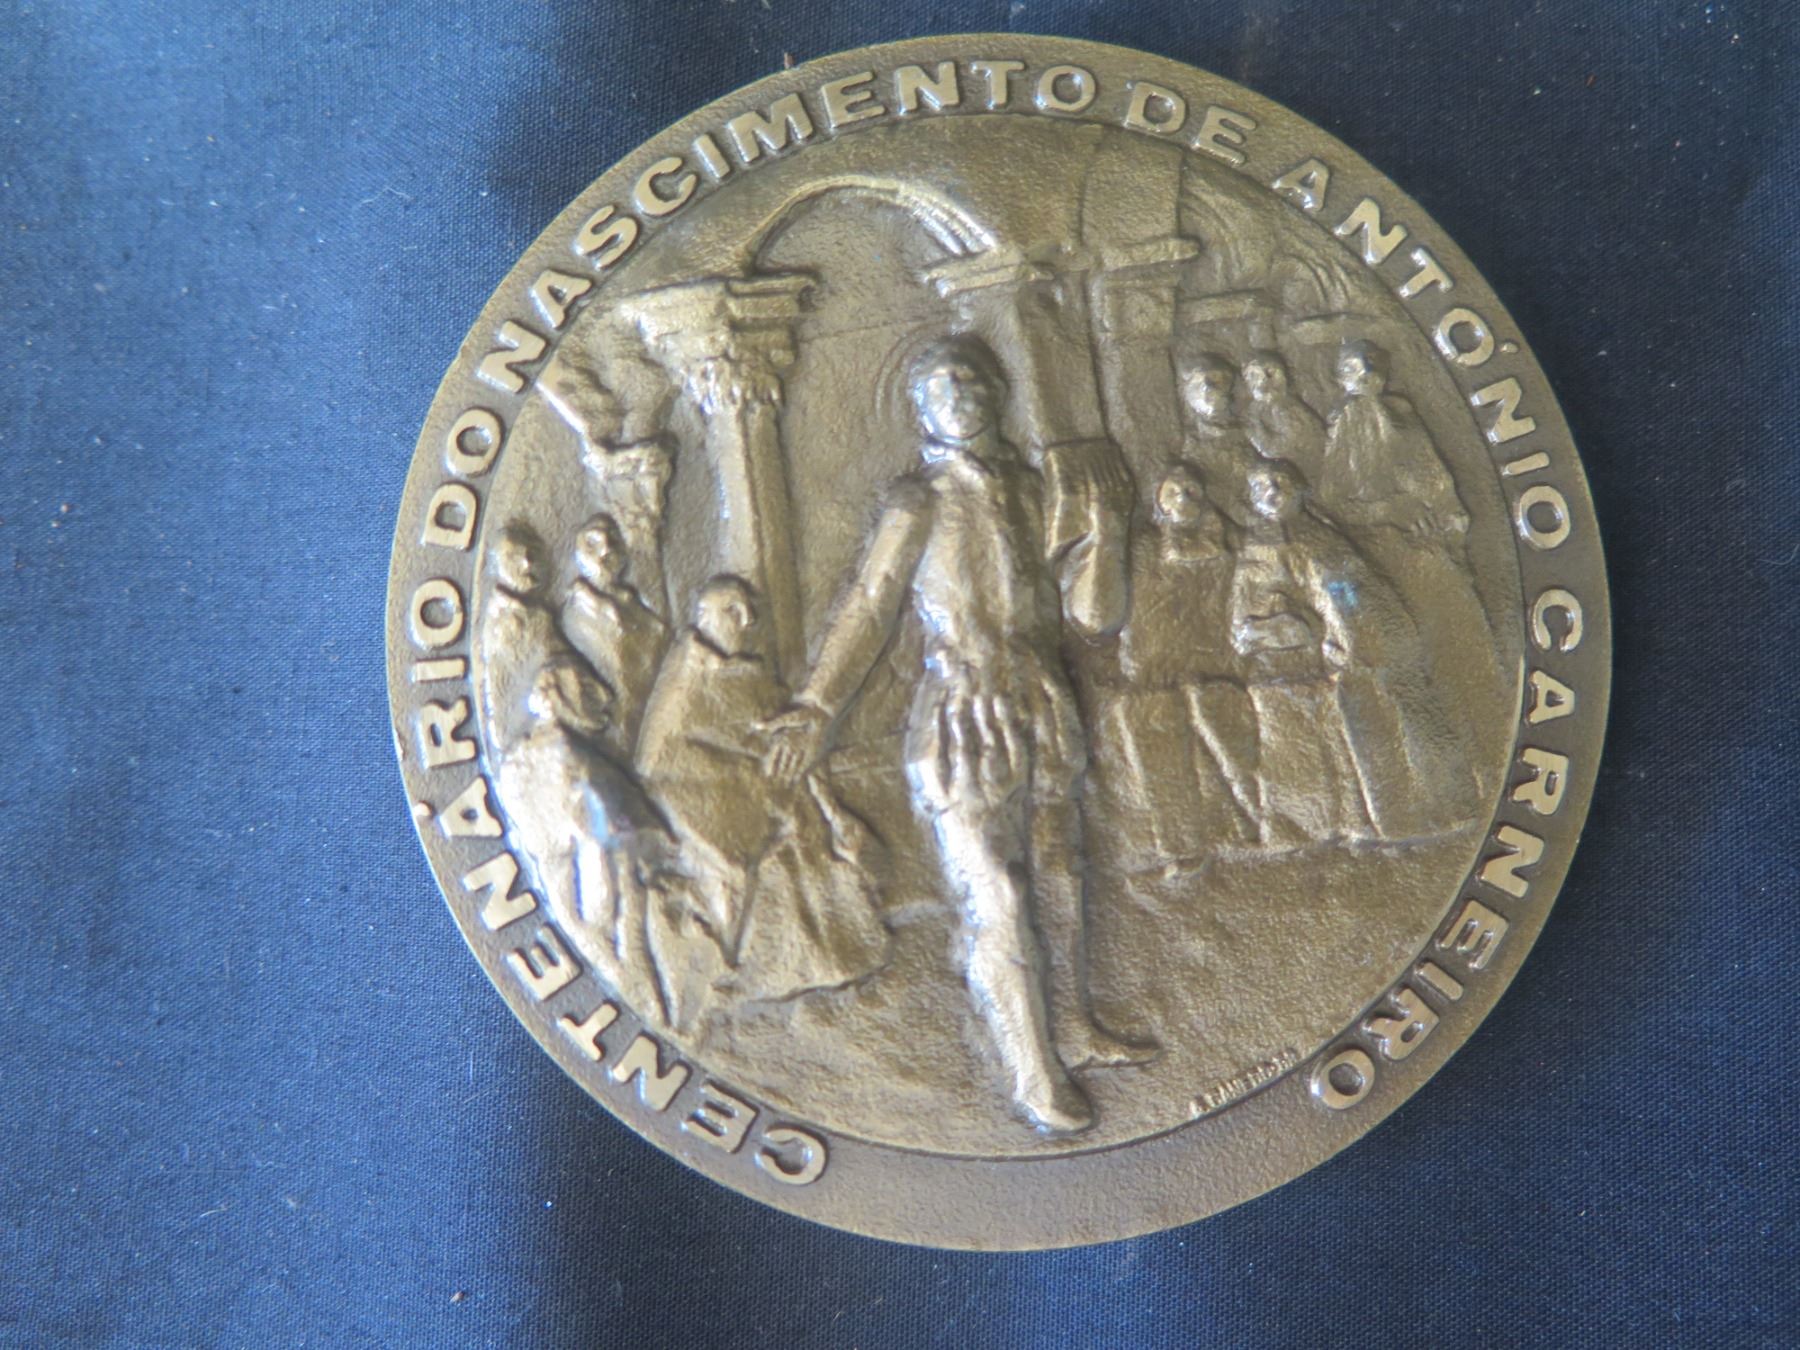 CENTENÁRIO DO NASCIMENTO DE ANTÓNIO CARNEIRO